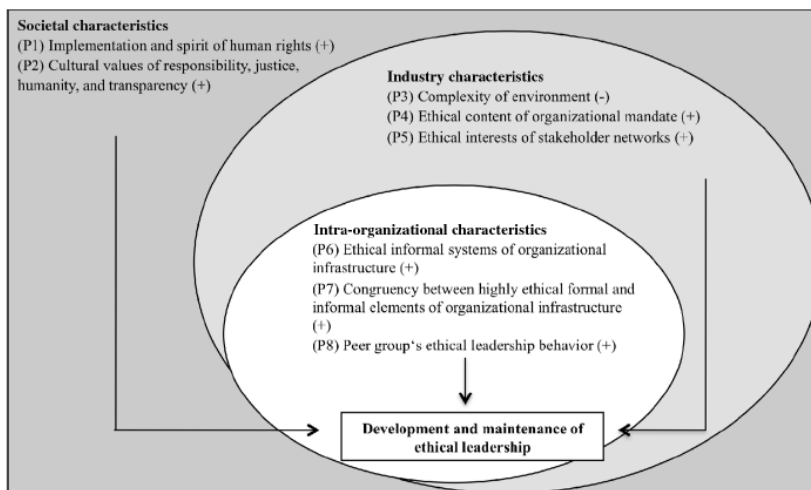 Societal characteristics
(P1) Implementation and spirit of human rights (+)
(P2) Cultural values of responsibility, justice,
humanity, and transparency (+)
Industry characteristics
(P3) Complexity of environment (-)
(P4) Ethical content of organizational mandate (+)
(P5) Ethical interests of stakeholder networks (+)
Intra-organizational characteristics
(P6) Ethical informal systems of organizational
infrastructure (+)
(P7) Congruency between highly ethical formal and
informal elements of organizational infrastructure
(+)
(P8) Peer group‘s ethical leadership behavior (+)
Development and maintenance of
ethical leadership